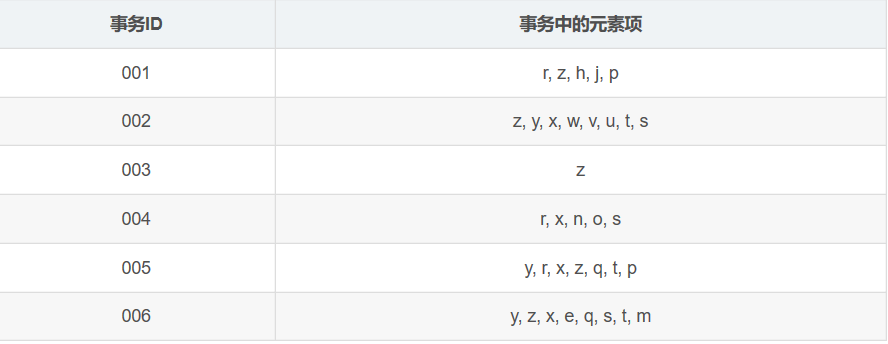 事务ID 事务中的元素项
001 r, z, h, j, p
002 z, y, x, w, v, u, t, s
003 z
004 r, x, n, o, s
005 y, r, x, z, q, t, p
006 y, z, x, e, q, s, t, m